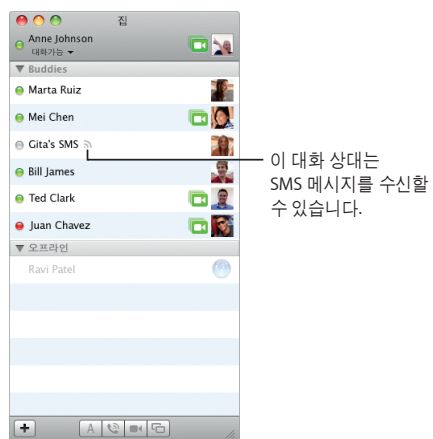 집
Anne Johnson
대화가능
Buddies
Marta Ruiz
Mei Chen
Gita's SMS
Bill James
Ted Clark
Juan Chavez
오프라인
Ravi Patel
A
이 대화 상대는
SMS 메시지를 수신할
수 있습니다.